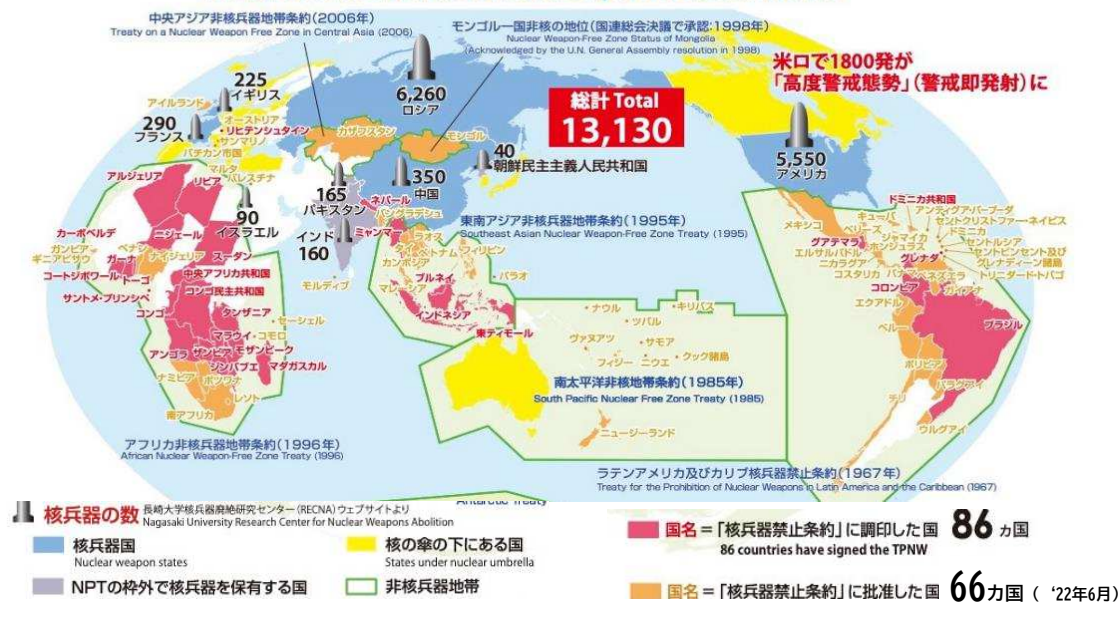 中央アジア非核兵器地帯条約(2006年)
Treaty on a Nuclear Weapon Free Zone in Central Asia (2006)
モンゴル一国非核の地位(国連総会決議で承認:1998年)
Nuclear Weapon-Free Zone Status of Mongolia
(Acknowledged by the U.N. General Assembly resolution in 1998)
米ロで1800発が
「高度警戒態勢」(警戒即発射)に
225
イギリス
アイルランド
オーストリア
290
フランス
リヒテンシュタイン
サンマリノ
バチカン市国
マルタ
パレスチナ
6,260
ロシア
総計 Total
13,130
カザフスタン
モンゴル
40
朝鮮民主主義人民共和国
350
中国
5,550
アメリカ
アルジェリア
リビア
90
イスラエル
165
パキスタン
ネパール
バングラデシュ
インド
160
ミャンマー
ラオス
タイ
ベトナム
フィリピン
カンボジア
ブルネイ
マレーシア
パラオ
インドネシア
東ティモール
モルディブ
東南アジア非核兵器地帯条約(1995年)
Southeast Asian Nuclear Weapon-Free Zone Treaty (1995)
カーボベルデ
ガンビア
ギニアビサウ
コートジボワール
ガーナ
トーゴ
ベナン
ニジェール
ナイジェリア
スーダン
中央アフリカ共和国
コンゴ民主共和国
サントメ・プリンシペ
コンゴ
タンザニア
セーシェル
マラウイ
コモロ
アンゴラ
ザンビア
モザンビーク
ジンバブエ
マダガスカル
ナミビア
ボツワナ
レソト
南アフリカ
アフリカ非核兵器地帯条約(1996年)
African Nuclear Weapon-Free Zone Treaty (1996)
ナウル
キリバス
ツバル
ヴァヌアツ
サモア
フィジー
ニウエ
クック諸島
南太平洋非核地帯条約(1985年)
South Pacific Nuclear Free Zone Treaty (1985)
ニュージーランド
ドミニカ共和国
アンティグアバーブーダ
セントクリストファー・ネイビス
メキシコ
キューバ
ベリーズ
ジャマイカ
ドミニカ
グアテマラ
ホンジュラス
セントルシア
エルサルバドル
グレナダ
セントビンセント及び
グレナディーン諸島
ニカラグア
コスタリカ
パナマ
ベネズエラ
トリニダード・トバゴ
コロンビア
ガイアナ
エクアドル
ペルー
ブラジル
ボリビア
パラグアイ
チリ
ウルグアイ
ラテンアメリカ及びカリブ核兵器禁止条約(1967年)
Treaty for the Prohibition of Nuclear Weapons in Latin America and the Caribbean (1967)
Antarctic Treaty
核兵器の数 長崎大学核兵器廃絶研究センター(RECNA)ウェブサイトより
Nagasaki University Research Center for Nuclear Weapons Abolition
核兵器国
Nuclear weapon states
核の傘の下にある国
States under nuclear umbrella
NPTの枠外で核兵器を保有する国
非核兵器地帯
国名=「核兵器禁止条約」に調印した国 86 カ国
86 countries have signed the TPNW
国名=「核兵器禁止条約」に批准した国 66カ国( ‘22年6月)